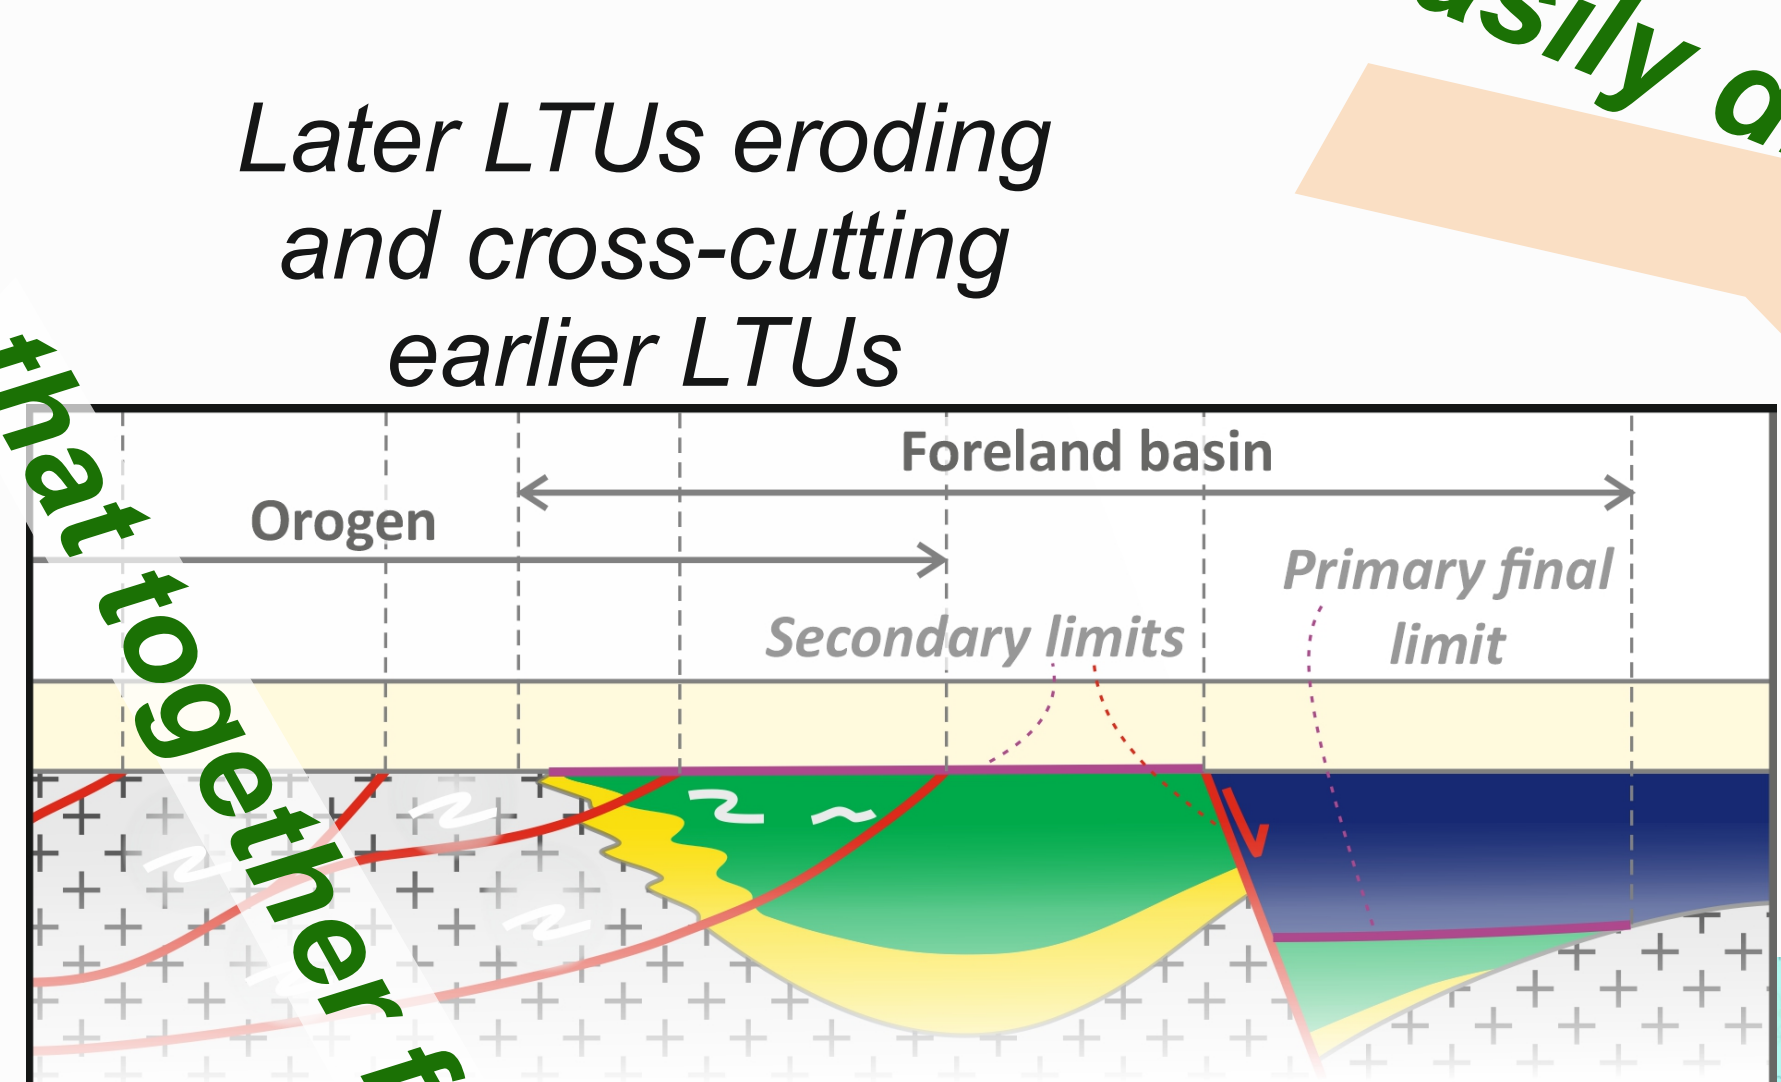 Later LTUs eroding
and cross-cutting
earlier LTUs
that together
Foreland basin
Orogen
Primary final
limit
Secondary limits